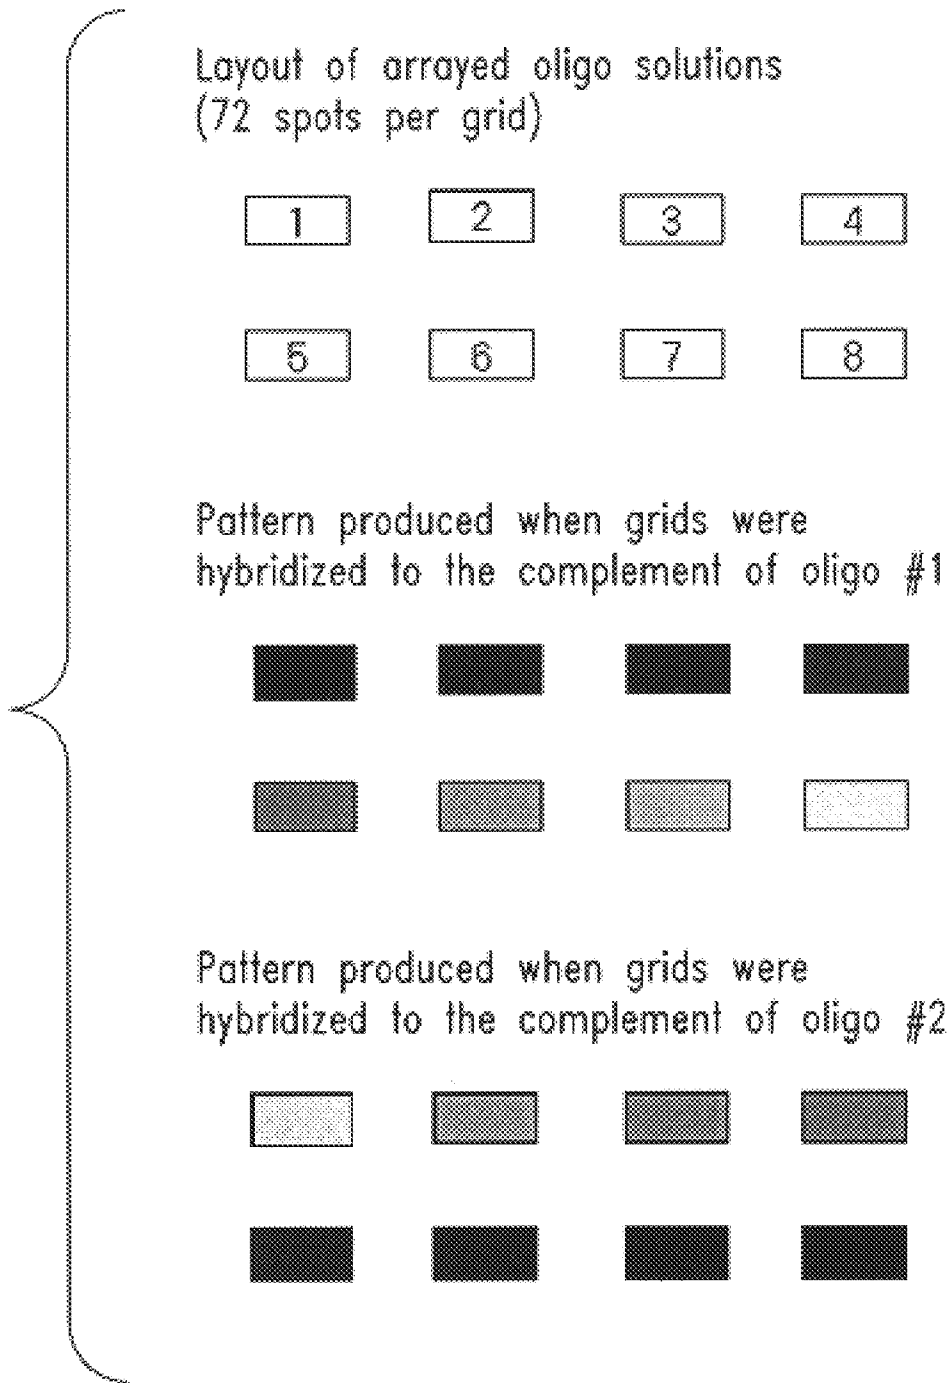 Layout of arrayed oligo solutions
(72 spots per grid)
1 2 3 4
5 6 7 8
Pattern produced when grids were
hybridized to the complement of oligo #1
Pattern produced when grids were
hybridized to the complement of oligo #2